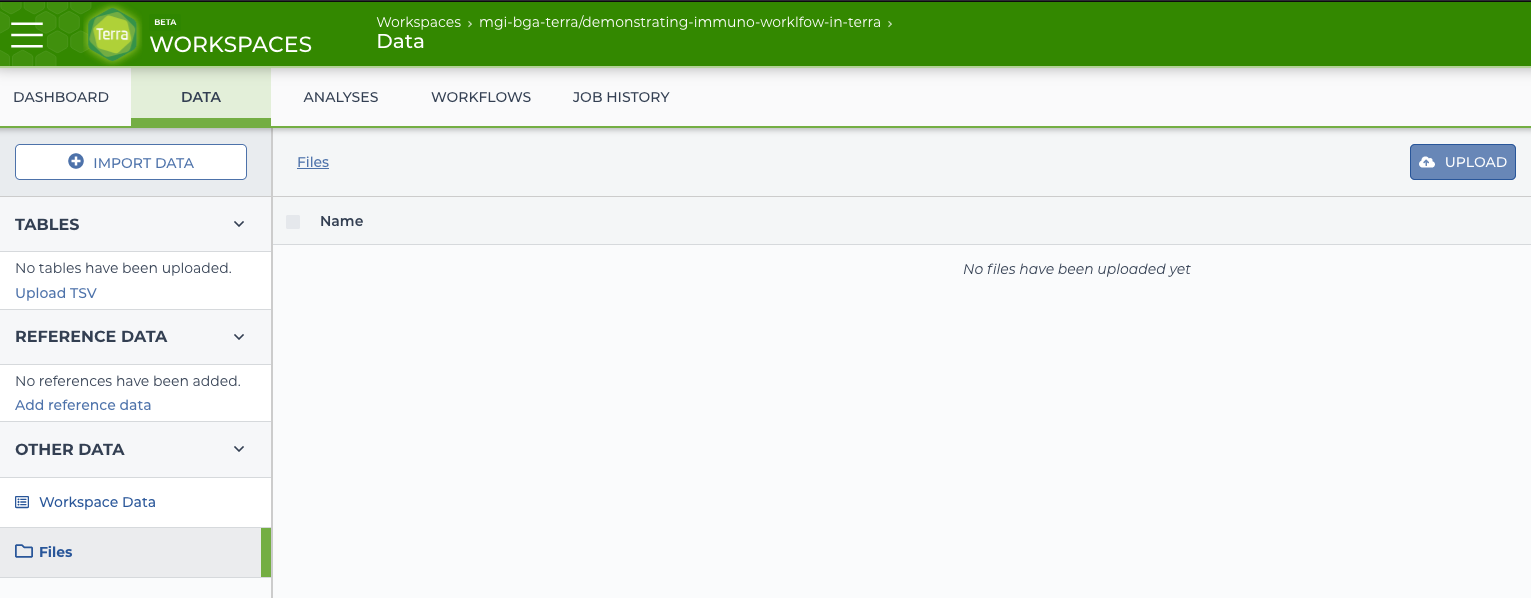 Terra
BETA
WORKSPACES
Workspaces › mgi-bga-terra/demonstrating-immuno-worklfow-in-terra ›
Data
DASHBOARD
DATA
ANALYSES
WORKFLOWS
JOB HISTORY
IMPORT DATA
Files
UPLOAD
TABLES
Name
No tables have been uploaded.
Upload TSV
No files have been uploaded yet
REFERENCE DATA
No references have been added.
Add reference data
OTHER DATA
Workspace Data
Files